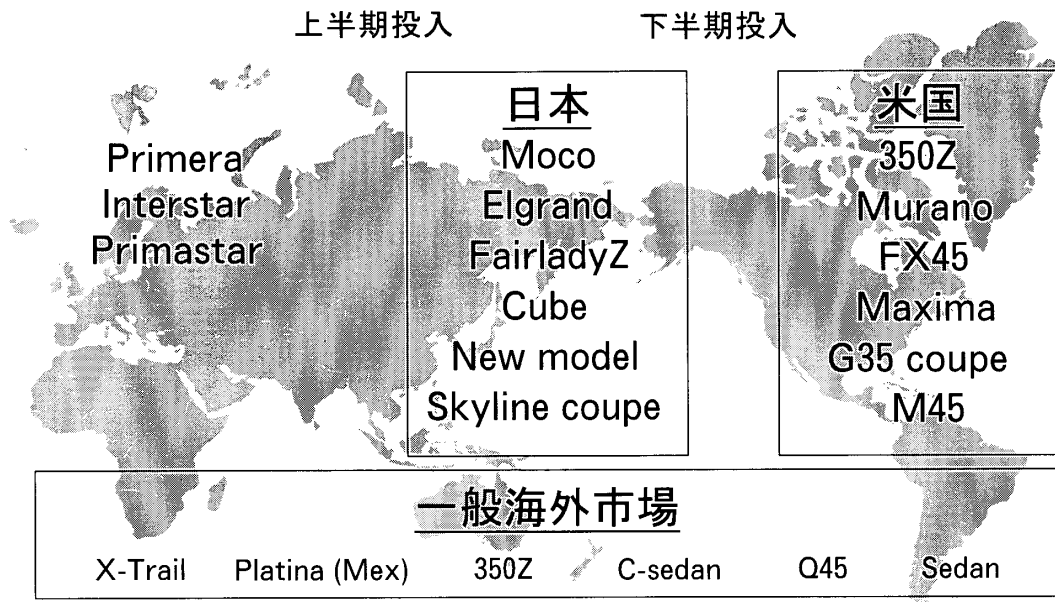 上半期投入 下半期投入
Primera
Interstar
Primastar
日本
Moco
Elgrand
FairladyZ
Cube
New model
Skyline coupe
米国
350Z
Murano
FX45
Maxima
G35 coupe
M45
一般海外市場
X-Trail Platina (Mex) 350Z C-sedan Q45 Sedan